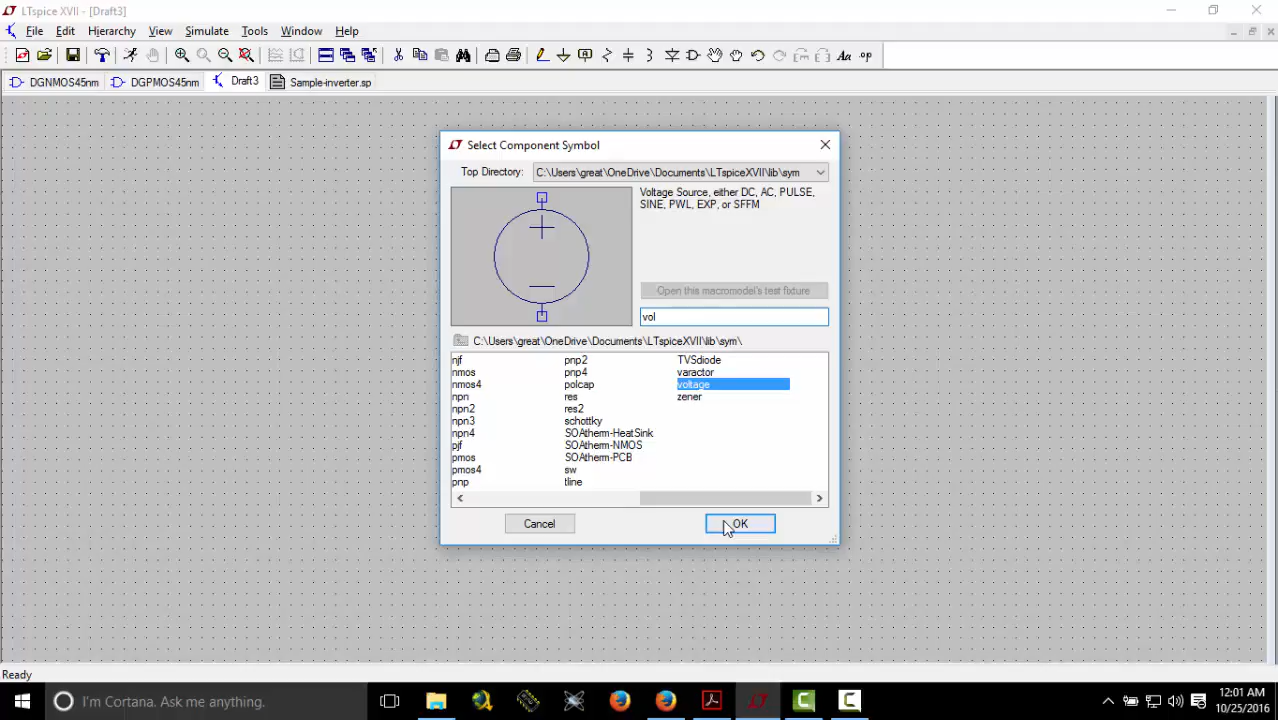 LTspice XVII - [Draft3]
File Edit Hierarchy View Simulate Tools Window Help
Aa .op
DGNMOS45nm DGPMOS45nm Draft3 Sample-inverter.sp
Select Component Symbol
Top Directory: C:\Users\great\OneDrive\Documents\LTspiceXVII\lib\sym
Voltage Source, either DC, AC, PULSE,
SINE, PWL, EXP, or SFFM
Open this macromodel's test fixture
vol
C:\Users\great\OneDrive\Documents\LTspiceXVII\lib\sym\
njf pnp2 TVSdiode
nmos pnp4 varactor
nmos4 polcap voltage
npn res zener
npn2 res2
npn3 schottky
npn4 SOAtherm-HeatSink
pjf SOAtherm-NMOS
pmos SOAtherm-PCB
pmos4 sw
pnp tline
Cancel OK
Ready
I'm Cortana. Ask me anything.
12:01 AM
10/25/2016